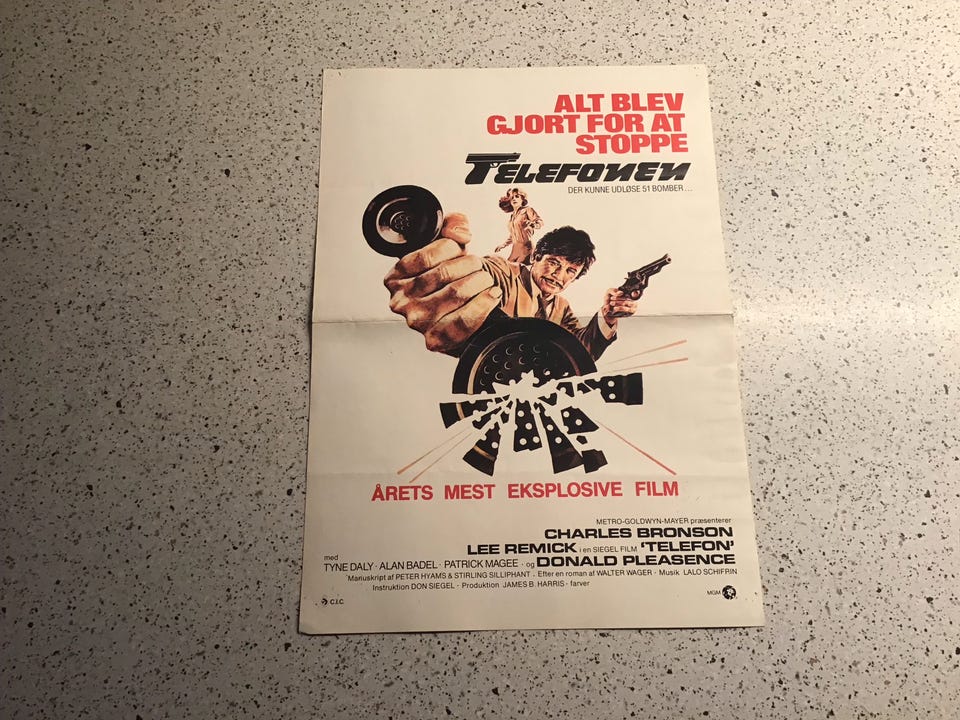 ALT BLEV
GJORT FOR AT
STOPPE
TELEFONEN
DER KUNNE UDLØSE 51 BOMBER...
ÅRETS MEST EKSPLOSIVE FILM
METRO-GOLDWYN-MAYER præsenterer
CHARLES BRONSON
LEE REMICK i en SIEGEL FILM 'TELEFON'
med
TYNE DALY · ALAN BADEL · PATRICK MAGEE · og DONALD PLEASENCE
Manuskript af PETER HYAMS & STIRLING SILLIPHANT · Efter en roman af WALTER WAGER · Musik LALO SCHIFRIN
Instruktion DON SIEGEL · Produktion JAMES B. HARRIS · farver
C.I.C.
MGM